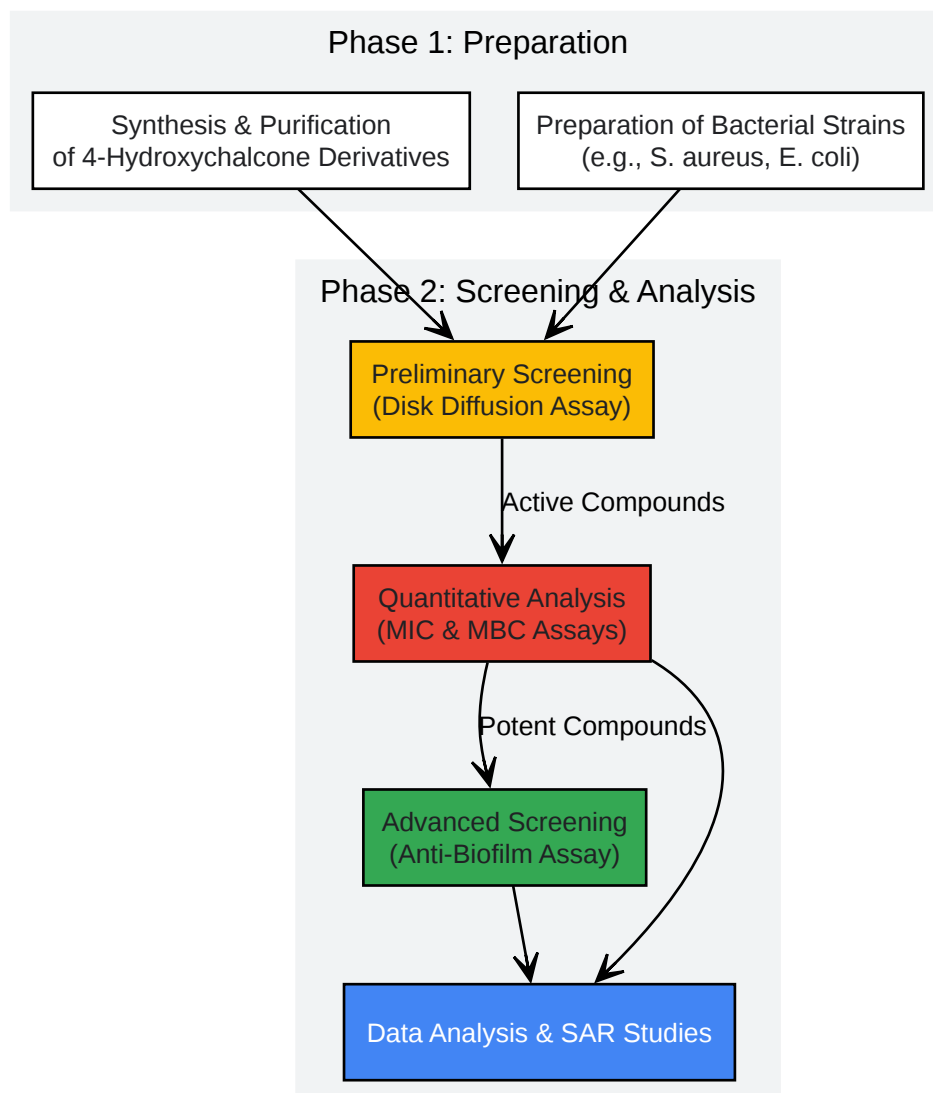 Phase 1: Preparation
Synthesis & Purification
of 4-Hydroxychalcone Derivatives
Preparation of Bacterial Strains
(e.g., S. aureus, E. coli)
Phase 2: Screening & Analysis
Preliminary Screening
(Disk Diffusion Assay)
Active Compounds
Quantitative Analysis
(MIC & MBC Assays)
Potent Compounds
Advanced Screening
(Anti-Biofilm Assay)
Data Analysis & SAR Studies